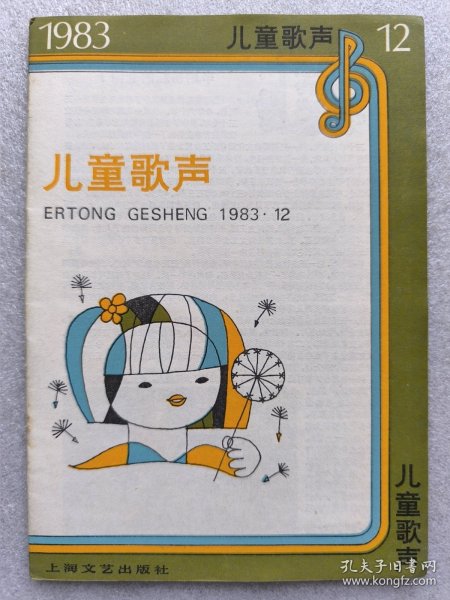 1983
儿童歌声
12
儿童歌声
ERTONG GESHENG 1983·12
儿童歌声
上海文艺出版社
孔夫子旧书网
www.kongfz.com